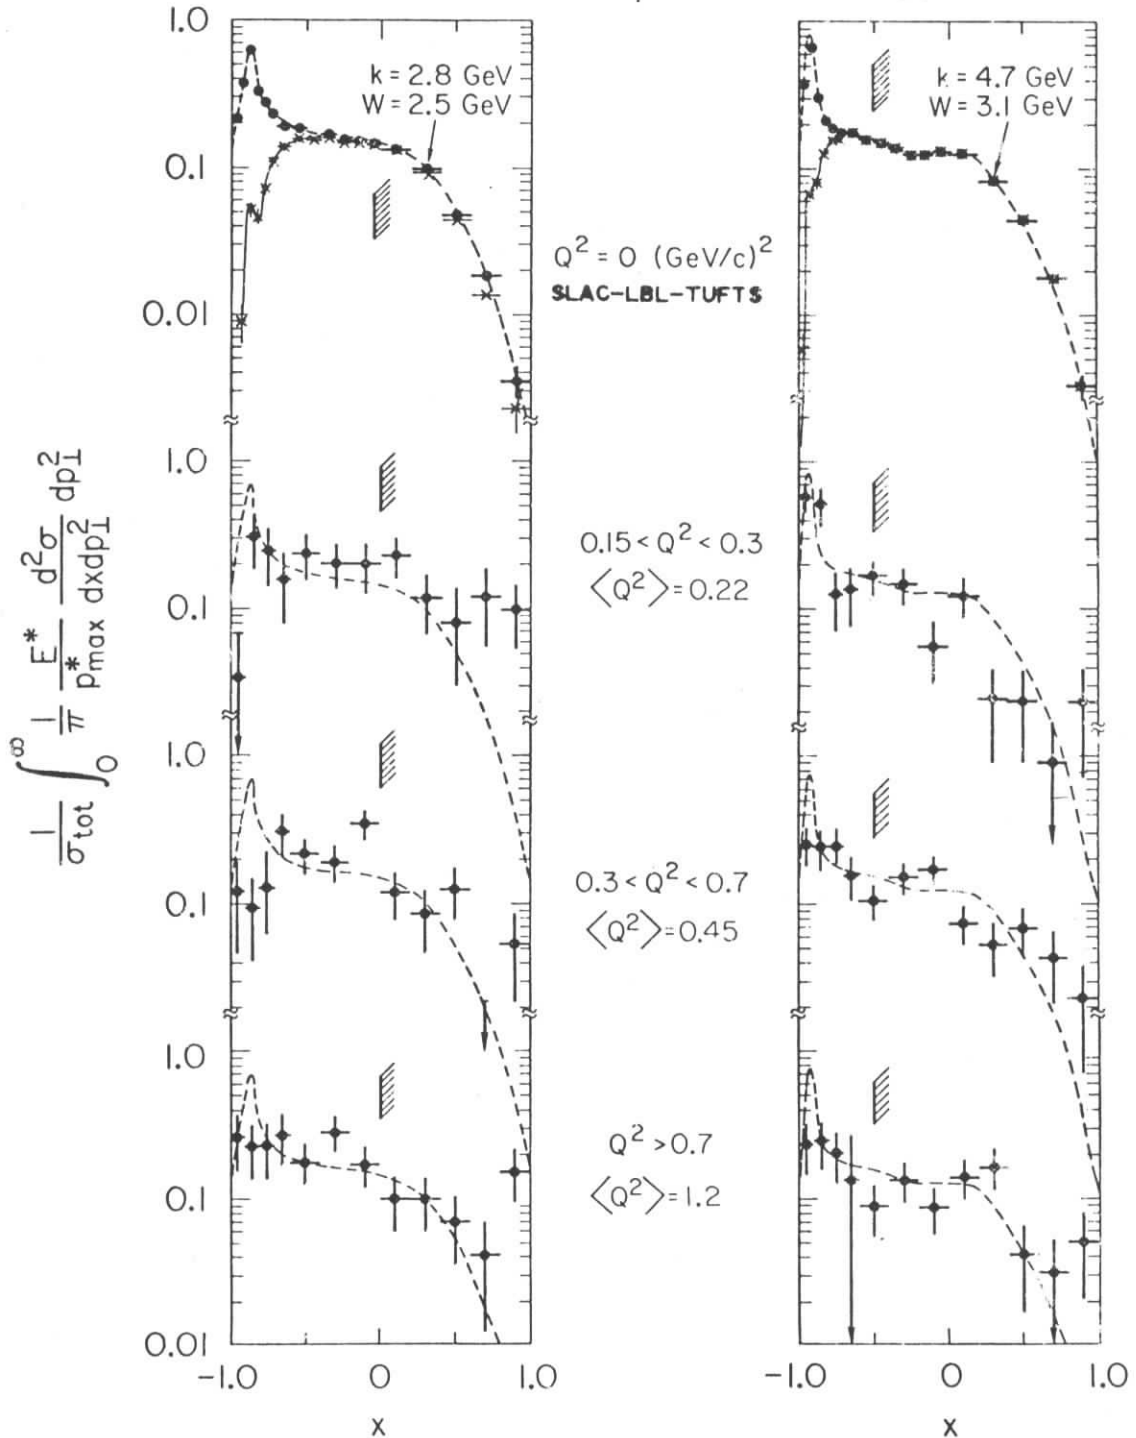 1.0
k = 2.8 GeV
W = 2.5 GeV
k = 4.7 GeV
W = 3.1 GeV
0.1
Q² = 0 (GeV/c)²
SLAC-LBL-TUFTS
0.01
1.0
0.15 < Q² < 0.3
⟨Q²⟩ = 0.22
0.1
1.0
0.3 < Q² < 0.7
⟨Q²⟩ = 0.45
0.1
1.0
Q² > 0.7
⟨Q²⟩ = 1.2
0.1
0.01
1/σ_tot ∫₀^∞ 1/π E*/p*_max d²σ/dxdp⊥² dp⊥²
-1.0 0 1.0 -1.0 0 1.0
X X